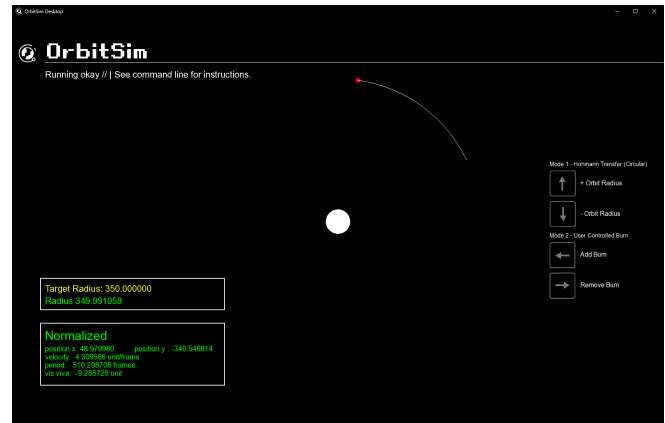 OrbitSim Desktop
OrbitSim
Running okay // | See command line for instructions.
Mode 1 - Hohmann Transfer (Circular)
+ Orbit Radius
- Orbit Radius
Mode 2 - User Controlled Burn
Add Burn
Remove Burn
Target Radius: 350.000000
Radius 349.991058
Normalized
position x: 48.979980 position y : -346.546814
velocity: 4.309566 unit/frame
period: 510.298706 frames
vis viva: -9.285726 unit